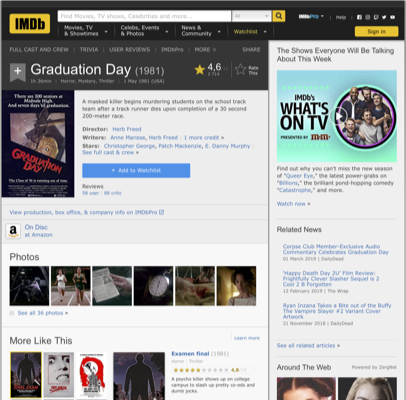 IMDb
Find Movies, TV shows, Celebrities and more...
All
IMDbPro
Help
Movies, TV
& Showtimes
Celebs, Events
& Photos
News &
Community
Watchlist
Sign in
FULL CAST AND CREW | TRIVIA | USER REVIEWS | IMDbPro | MORE
SHARE
+
Graduation Day (1981)
4,6
Rate
This
1h 36min | Horror, Mystery, Thriller | 1 May 1981 (USA)
There are 200 seniors at
Midvale High.
And seven days 'til graduation.
GRADUATION
DAY
The Class of '81 is running out of time.
A masked killer begins murdering students on the school track
team after a track runner dies upon completion of a 30 second
200-meter race.
Director: Herb Freed
Writers: Anne Marisse, Herb Freed | 1 more credit »
Stars: Christopher George, Patch Mackenzie, E. Danny Murphy |
See full cast & crew »
+ Add to Watchlist
Reviews
59 user | 88 critic
View production, box office, & company info on IMDbPro
On Disc
at Amazon
Photos
See all 36 photos »
More Like This
Learn more
Examen final (1981)
Horror | Thriller
A psycho killer shows up on college
campus to slash up pretty co-eds and
dumb jocks.
The Shows Everyone Will Be Talking
About This Week
IMDb's
WHAT'S
ON TV
PRESENTED BY m&m's
Find out why you can't miss the new season
of "Queer Eye," the latest power-grabs on
"Billions," the brilliant pond-hopping comedy
"Catastrophe," and more.
Watch now »
Related News
Corpse Club Member-Exclusive Audio
Commentary Celebrates Graduation Day
01 March 2019 | DailyDead
'Happy Death Day 2U' Film Review:
Frightfully Clever Slasher Sequel is 2
Cool 2 B Forgotten
12 February 2019 | The Wrap
Ryan Inzana Takes a Bite out of the Buffy
The Vampire Slayer #2 Variant Cover
Artwork
21 November 2018 | DailyDead
See all related articles »
Around The Web
Powered by ZergNet